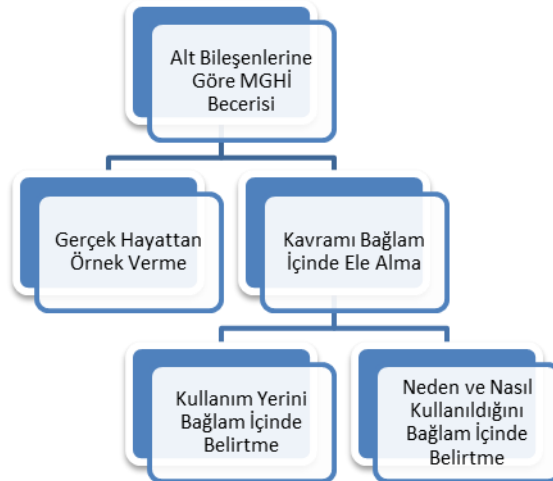 Alt Bileşenlerine
Göre MGHİ
Becerisi
Gerçek Hayattan
Örnek Verme
Kavramı Bağlam
İçinde Ele Alma
Kullanım Yerini
Bağlam İçinde
Belirtme
Neden ve Nasıl
Kullanıldığını
Bağlam İçinde
Belirtme